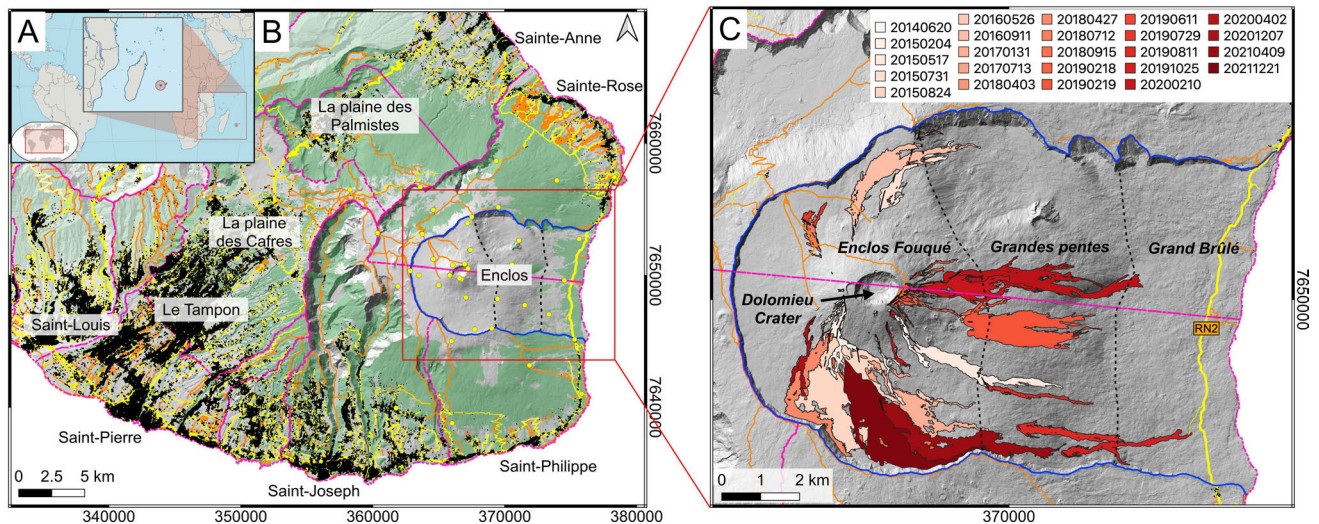 A
B
Sainte-Anne
Sainte-Rose
La plaine des
Palmistes
La plaine
des Cafres
Enclos
Le Tampon
Saint-Louis
Saint-Pierre
Saint-Joseph
Saint-Philippe
0 2.5 5 km
340000 350000 360000 370000 380000
7660000
7650000
7640000
C
20140620
20150204
20150517
20150731
20150824
20160526
20160911
20170131
20170713
20180403
20180427
20180712
20180915
20190218
20190219
20190611
20190729
20190811
20191025
20200210
20200402
20201207
20210409
20211221
Enclos Fouqué
Grandes pentes
Grand Brûlé
Dolomieu
Crater
RN2
0 1 2 km
370000
7650000